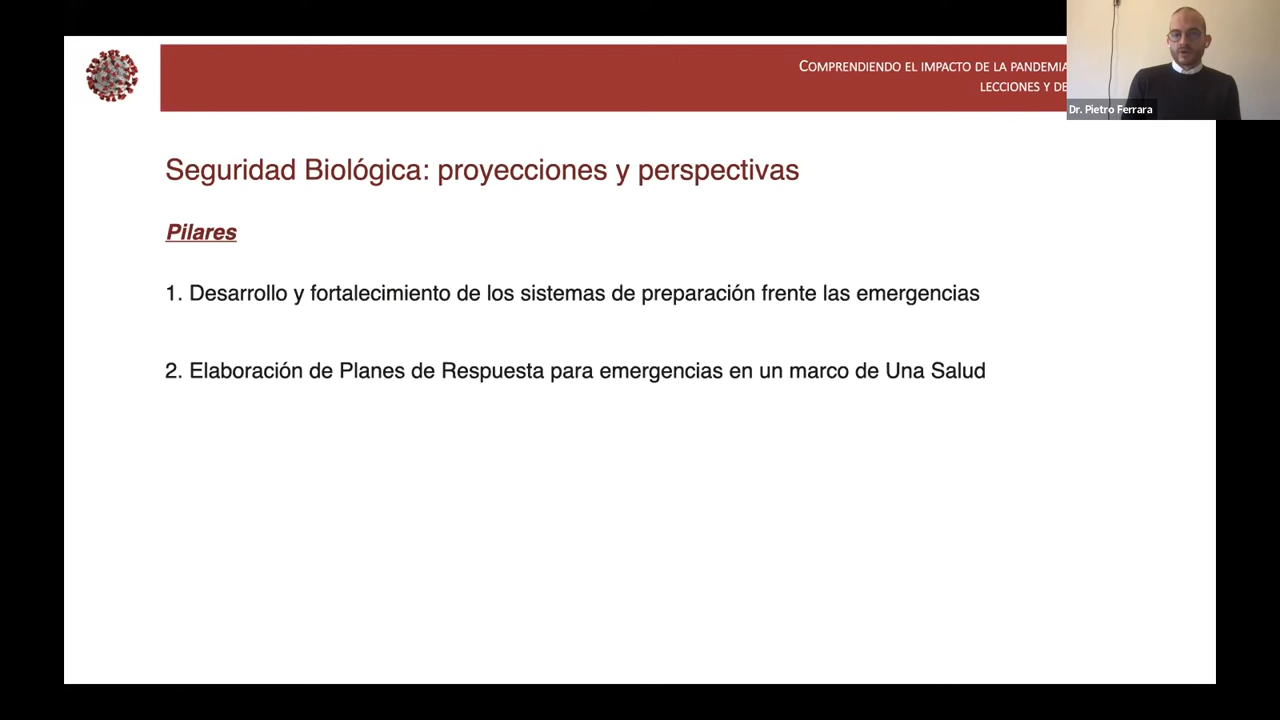 COMPRENDIENDO EL IMPACTO DE LA PANDEMIA
LECCIONES Y
Dr. Pietro Ferrara
Seguridad Biológica: proyecciones y perspectivas
Pilares
1. Desarrollo y fortalecimiento de los sistemas de preparación frente las emergencias
2. Elaboración de Planes de Respuesta para emergencias en un marco de Una Salud